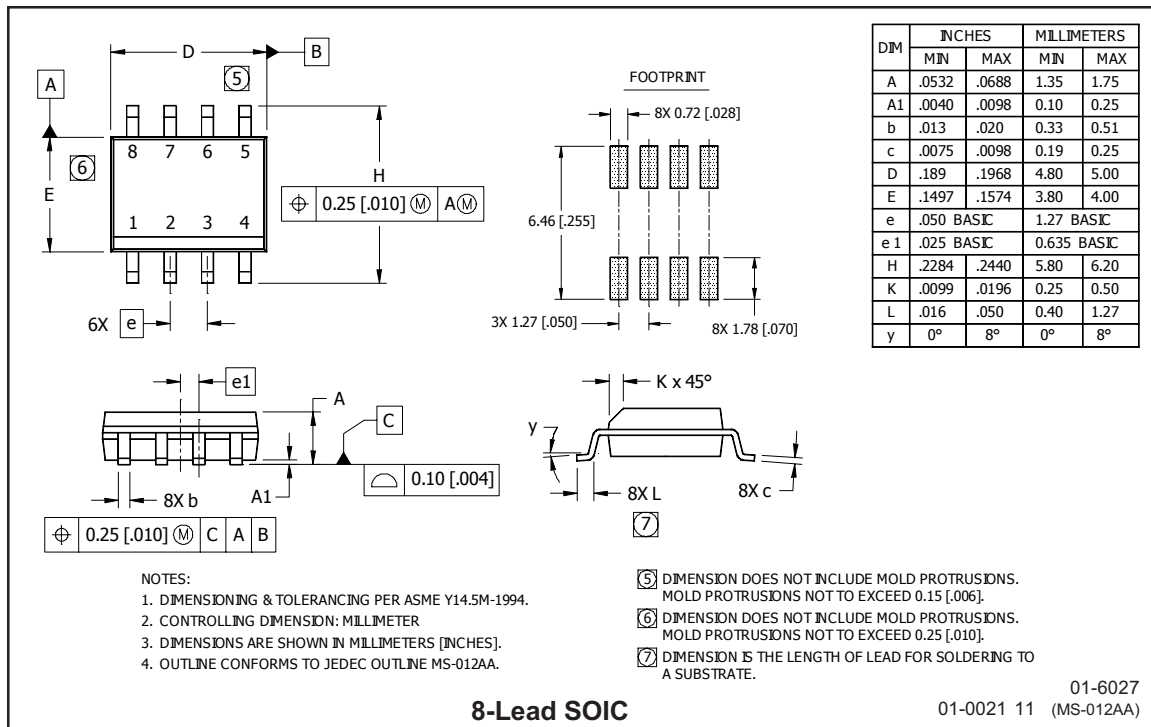 D
B
5
A
8 7 6 5
6
E
H
⌖ 0.25 [.010] Ⓜ A Ⓜ
1 2 3 4
6X e
FOOTPRINT
8X 0.72 [.028]
6.46 [.255]
3X 1.27 [.050]
8X 1.78 [.070]
DIM INCHES MILLIMETERS
MIN MAX MIN MAX
A .0532 .0688 1.35 1.75
A1 .0040 .0098 0.10 0.25
b .013 .020 0.33 0.51
c .0075 .0098 0.19 0.25
D .189 .1968 4.80 5.00
E .1497 .1574 3.80 4.00
e .050 BASIC 1.27 BASIC
e 1 .025 BASIC 0.635 BASIC
H .2284 .2440 5.80 6.20
K .0099 .0196 0.25 0.50
L .016 .050 0.40 1.27
y 0° 8° 0° 8°
e1
A
C
0.10 [.004]
8X b
A1
⌖ 0.25 [.010] Ⓜ C A B
K x 45°
y
8X L
8X c
7
NOTES:
1. DIMENSIONING & TOLERANCING PER ASME Y14.5M-1994.
2. CONTROLLING DIMENSION: MILLIMETER
3. DIMENSIONS ARE SHOWN IN MILLIMETERS [INCHES].
4. OUTLINE CONFORMS TO JEDEC OUTLINE MS-012AA.
5 DIMENSION DOES NOT INCLUDE MOLD PROTRUSIONS.
MOLD PROTRUSIONS NOT TO EXCEED 0.15 [.006].
6 DIMENSION DOES NOT INCLUDE MOLD PROTRUSIONS.
MOLD PROTRUSIONS NOT TO EXCEED 0.25 [.010].
7 DIMENSION IS THE LENGTH OF LEAD FOR SOLDERING TO
A SUBSTRATE.
8-Lead SOIC
01-6027
01-0021 11 (MS-012AA)